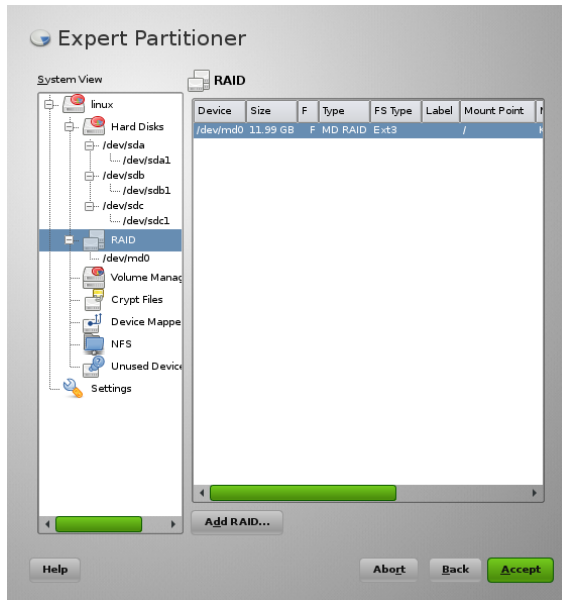 Expert Partitioner
System View
linux
Hard Disks
/dev/sda
/dev/sda1
/dev/sdb
/dev/sdb1
/dev/sdc
/dev/sdc1
RAID
/dev/md0
Volume Manag
Crypt Files
Device Mappe
NFS
Unused Device
Settings
RAID
Device Size F Type FS Type Label Mount Point
/dev/md0 11.99 GB F MD RAID Ext3 / K
Add RAID...
Help Abort Back Accept